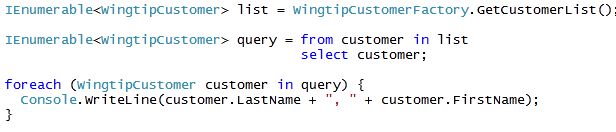 IEnumerable<WingtipCustomer> list = WingtipCustomerFactory.GetCustomerList();
IEnumerable<WingtipCustomer> query = from customer in list
select customer;
foreach (WingtipCustomer customer in query) {
Console.WriteLine(customer.LastName + ", " + customer.FirstName);
}